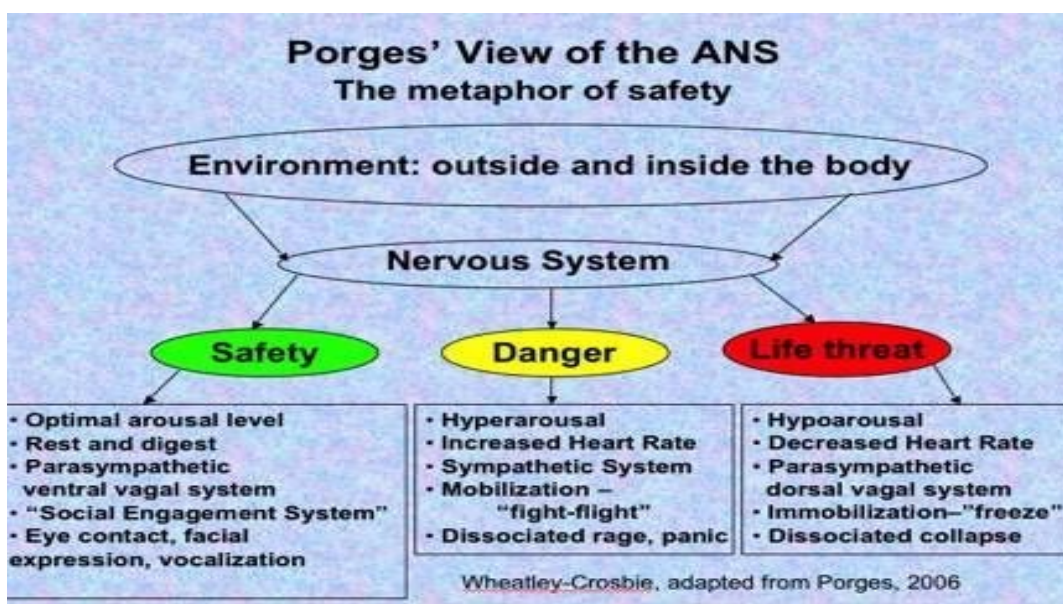 Porges’ View of the ANS
The metaphor of safety
Environment: outside and inside the body
Nervous System
Safety
Danger
Life threat
• Optimal arousal level
• Rest and digest
• Parasympathetic
ventral vagal system
• “Social Engagement System”
• Eye contact, facial
expression, vocalization
• Hyperarousal
• Increased Heart Rate
• Sympathetic System
• Mobilization –
“fight-flight”
• Dissociated rage, panic
• Hypoarousal
• Decreased Heart Rate
• Parasympathetic
dorsal vagal system
• Immobilization–”freeze”
• Dissociated collapse
Wheatley-Crosbie, adapted from Porges, 2006